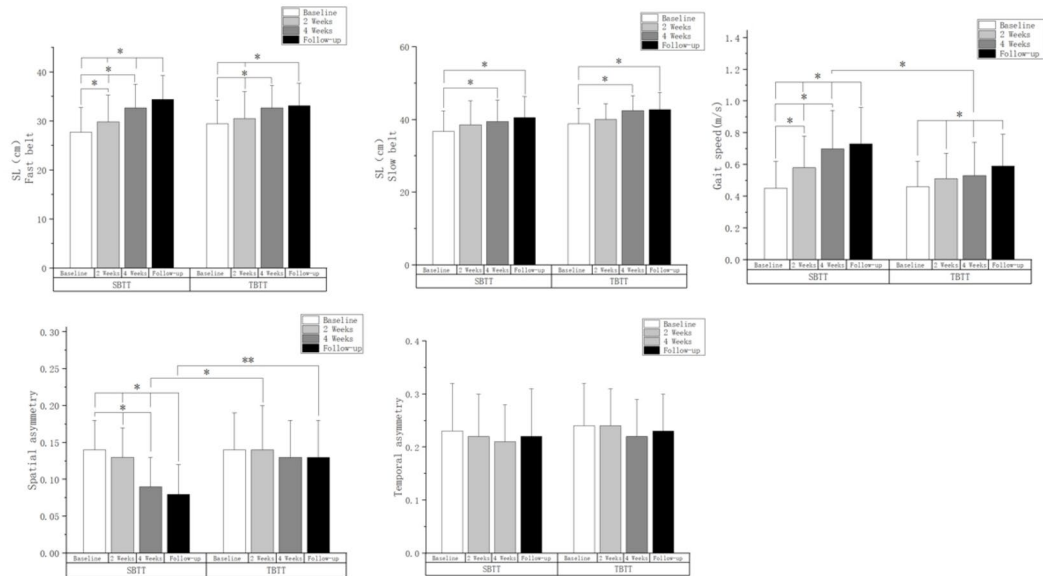 Baseline
2 Weeks
4 Weeks
Follow-up
SL (cm)
Fast belt
40
30
20
10
0
*
*
*
*
*
Baseline 2 Weeks 4 Weeks Follow-up Baseline 2 Weeks 4 Weeks Follow-up
SBTT TBTT
Baseline
2 Weeks
4 Weeks
Follow-up
SL (cm)
Slow belt
60
40
20
0
*
*
*
*
Baseline 2 Weeks 4 Weeks Follow-up Baseline 2 Weeks 4 Weeks Follow-up
SBTT TBTT
Baseline
2 Weeks
4 Weeks
Follow-up
Gait speed(m/s)
1.4
1.2
1.0
0.8
0.6
0.4
0.2
0.0
*
*
*
*
*
Baseline 2 Weeks 4 Weeks Follow-up Baseline 2 Weeks 4 Weeks Follow-up
SBTT TBTT
Baseline
2 Weeks
4 Weeks
Follow-up
Spatial asymmetry
0.30
0.25
0.20
0.15
0.10
0.05
0.00
**
*
*
*
Baseline 2 Weeks 4 Weeks Follow-up Baseline 2 Weeks 4 Weeks Follow-up
SBTT TBTT
Baseline
2 Weeks
4 Weeks
Follow-up
Temporal asymmetry
0.4
0.3
0.2
0.1
0.0
Baseline 2 Weeks 4 Weeks Follow-up Baseline 2 Weeks 4 Weeks Follow-up
SBTT TBTT